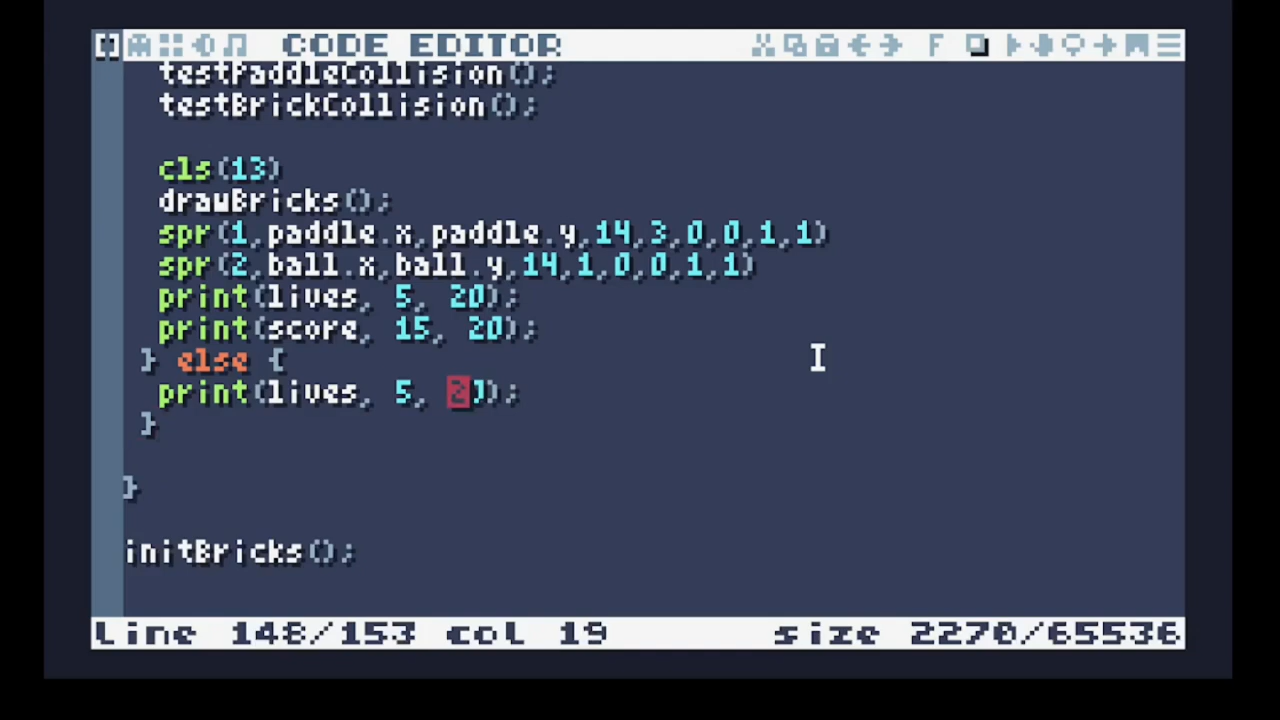 CODE EDITOR F
testPaddleCollision();
testBrickCollision();
cls(13)
drawBricks();
spr(1,paddle.x,paddle.y,14,3,0,0,1,1)
spr(2,ball.x,ball.y,14,1,0,0,1,1)
print(lives, 5, 20);
print(score, 15, 20);
} else {
print(lives, 5, 20);
}
}
initBricks();
line 148/153 col 19 size 2270/65536